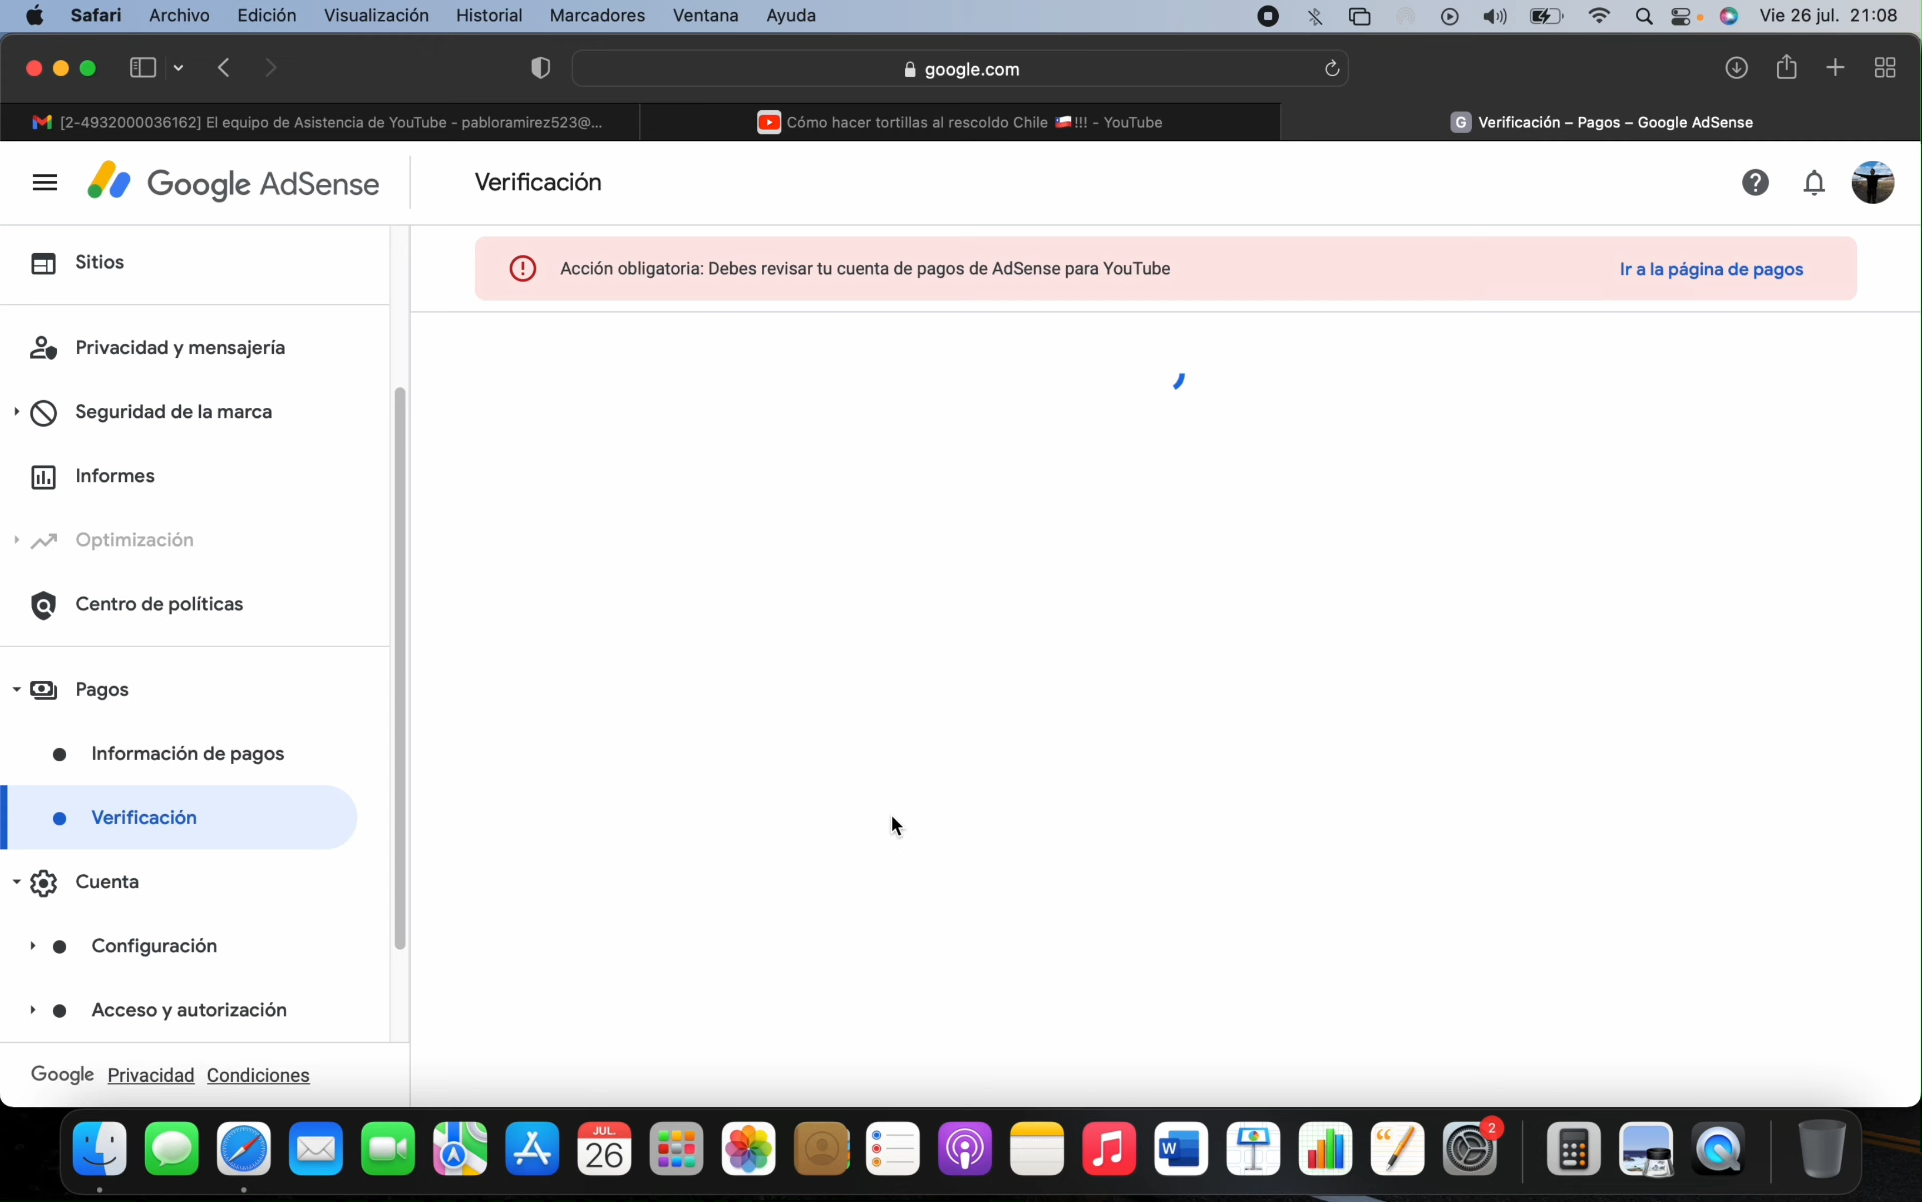 Safari Archivo Edición Visualización Historial Marcadores Ventana Ayuda Vie 26 jul. 21:08
google.com
[2-4932000036162] El equipo de Asistencia de YouTube - pabloramirez523@... Cómo hacer tortillas al rescoldo Chile 🇨🇱!!! - YouTube G Verificación – Pagos – Google AdSense
Google AdSense Verificación
Acción obligatoria: Debes revisar tu cuenta de pagos de AdSense para YouTube Ir a la página de pagos
Sitios
Privacidad y mensajería
Seguridad de la marca
Informes
Optimización
Centro de políticas
Pagos
Información de pagos
Verificación
Cuenta
Configuración
Acceso y autorización
Google Privacidad Condiciones
JUL.
26
W
2